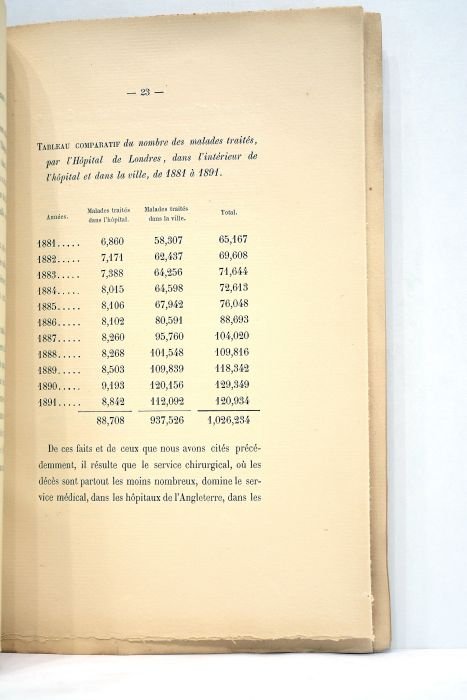 — 23 —
TABLEAU COMPARATIF du nombre des malades traités,
par l'Hôpital de Londres, dans l'intérieur de
l'hôpital et dans la ville, de 1881 à 1891.
Années. Malades traités dans l'hôpital. Malades traités dans la ville. Total.
1881..... 6,860 58,307 65,167
1882..... 7,171 62,437 69,608
1883..... 7,388 64,256 71,644
1884..... 8,015 64,598 72,613
1885..... 8,106 67,942 76,048
1886..... 8,102 80,591 88,693
1887..... 8,260 95,760 104,020
1888..... 8,268 101,548 109,816
1889..... 8,503 109,839 118,342
1890..... 9,193 120,156 129,349
1891..... 8,842 112,092 120,934
88,708 937,526 1,026,234
De ces faits et de ceux que nous avons cités précé-
demment, il résulte que le service chirurgical, où les
décès sont partout les moins nombreux, domine le ser-
vice médical, dans les hôpitaux de l'Angleterre, dans les